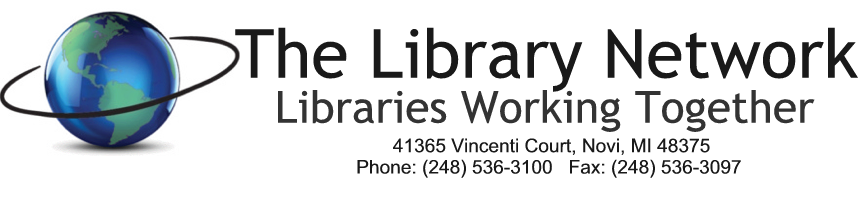 The Library Network
Libraries Working Together
41365 Vincenti Court, Novi, MI 48375
Phone: (248) 536-3100   Fax: (248) 536-3097